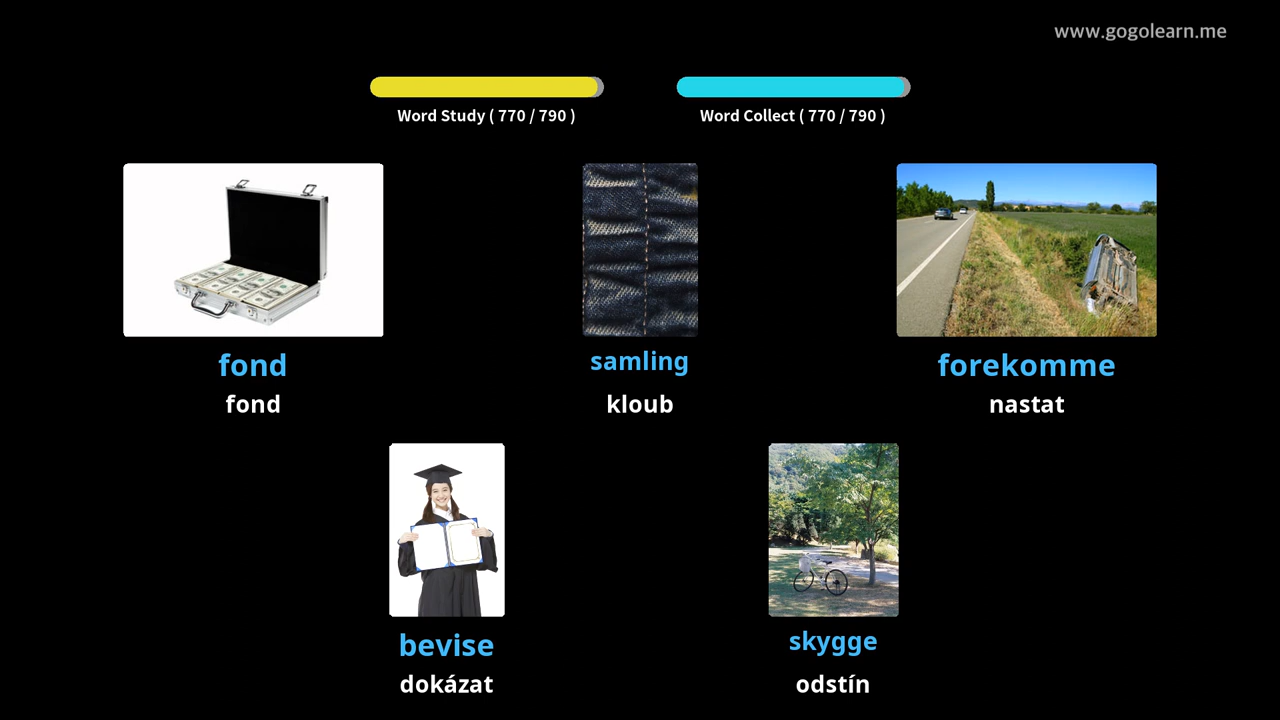 www.gogolearn.me
Word Study ( 770 / 790 )
Word Collect ( 770 / 790 )
fond
fond
samling
kloub
forekomme
nastat
bevise
dokázat
skygge
odstín